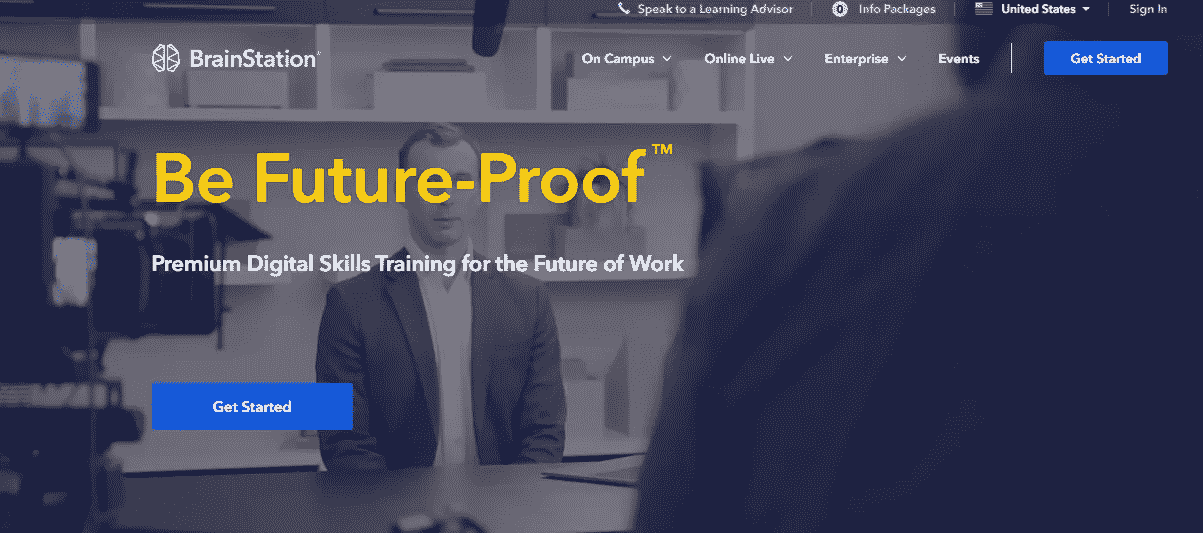 Speak to a Learning Advisor Info Packages United States Sign In
BrainStation® On Campus Online Live Enterprise Events Get Started
Be Future-Proof™
Premium Digital Skills Training for the Future of Work
Get Started